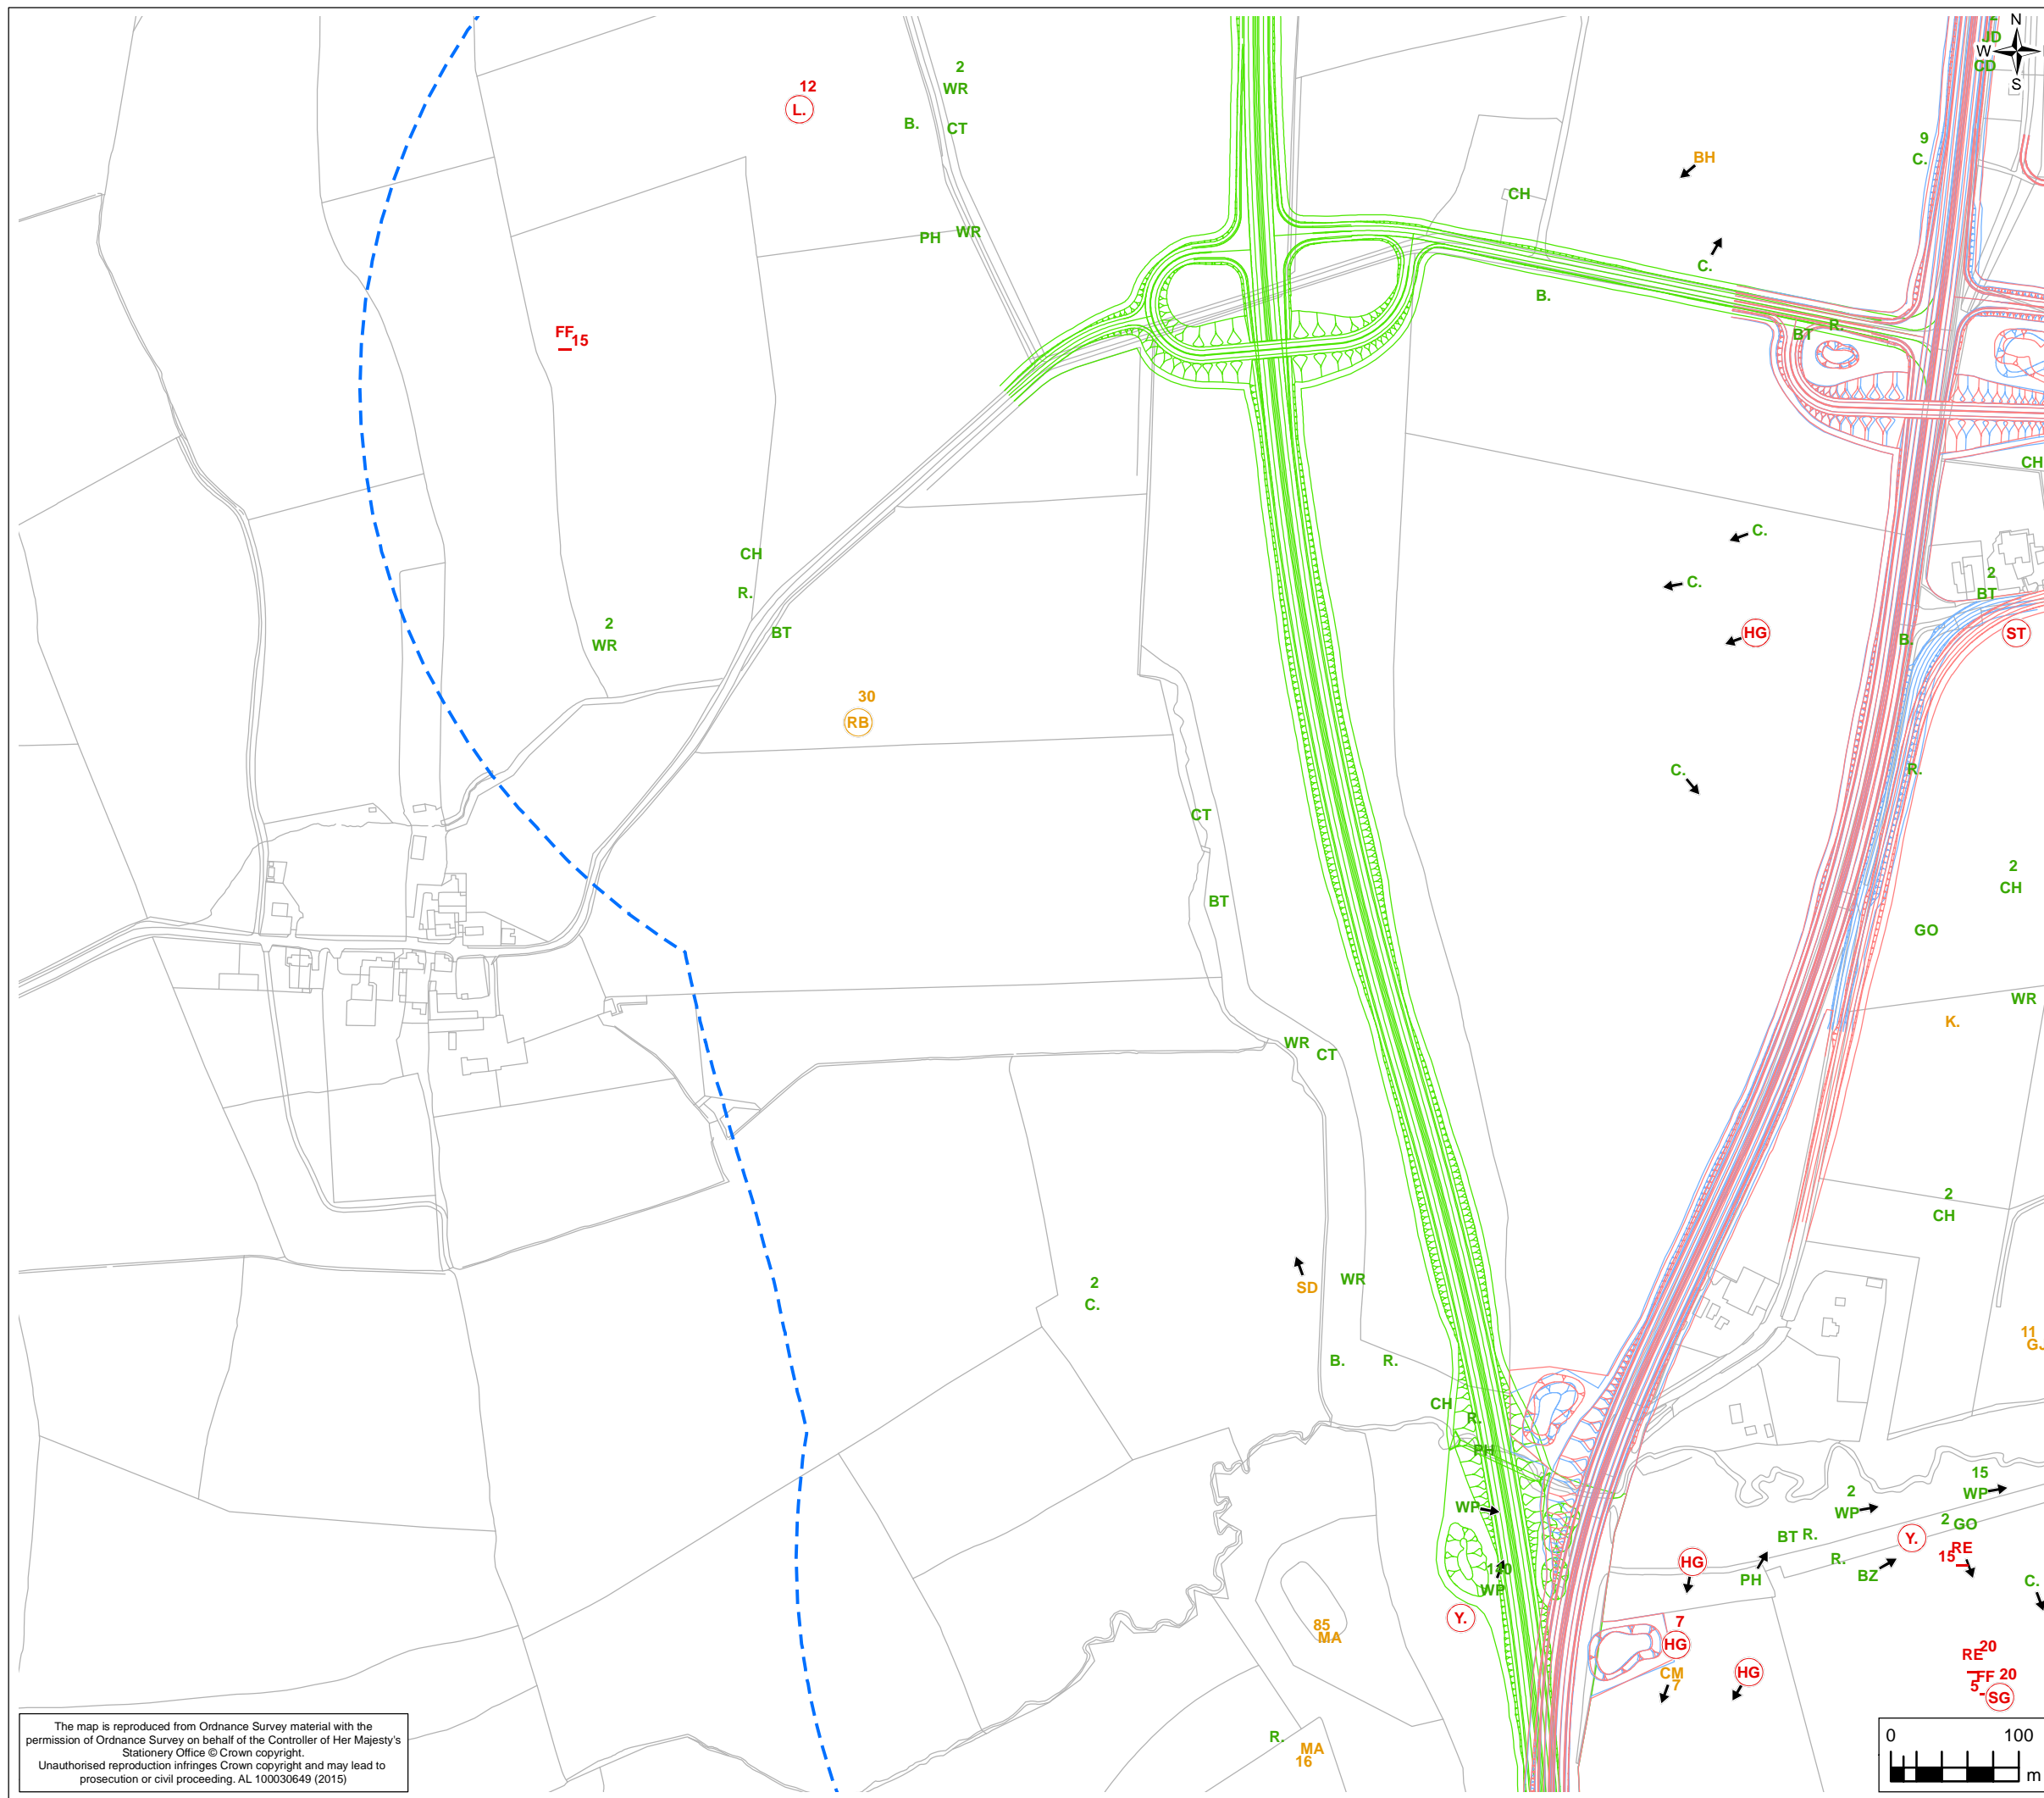 N
2
JD
W
CD
S
2
WR
12
L.
B.
CT
9
C.
BH
CH
PH
WR
C.
B.
FF
15
BT
R.
CH
C.
CH
C.
2
BT
R.
2
WR
BT
HG
B.
ST
30
RB
C.
R.
CT
2
CH
BT
GO
WR
K.
WR
CT
2
CH
2
C.
SD
WR
11
B.
R.
CH
R.
PH
15
WP
2
WP
WP
2
GO
BT
R.
Y.
RE
15
HG
R.
PH
BZ
C.
WP
Y.
85
MA
7
HG
20
RE
CM
7
HG
FF
20
5
SG
R.
MA
16
The map is reproduced from Ordnance Survey material with the
permission of Ordnance Survey on behalf of the Controller of Her Majesty's
Stationery Office © Crown copyright.
Unauthorised reproduction infringes Crown copyright and may lead to
prosecution or civil proceeding. AL 100030649 (2015)
0
100
m